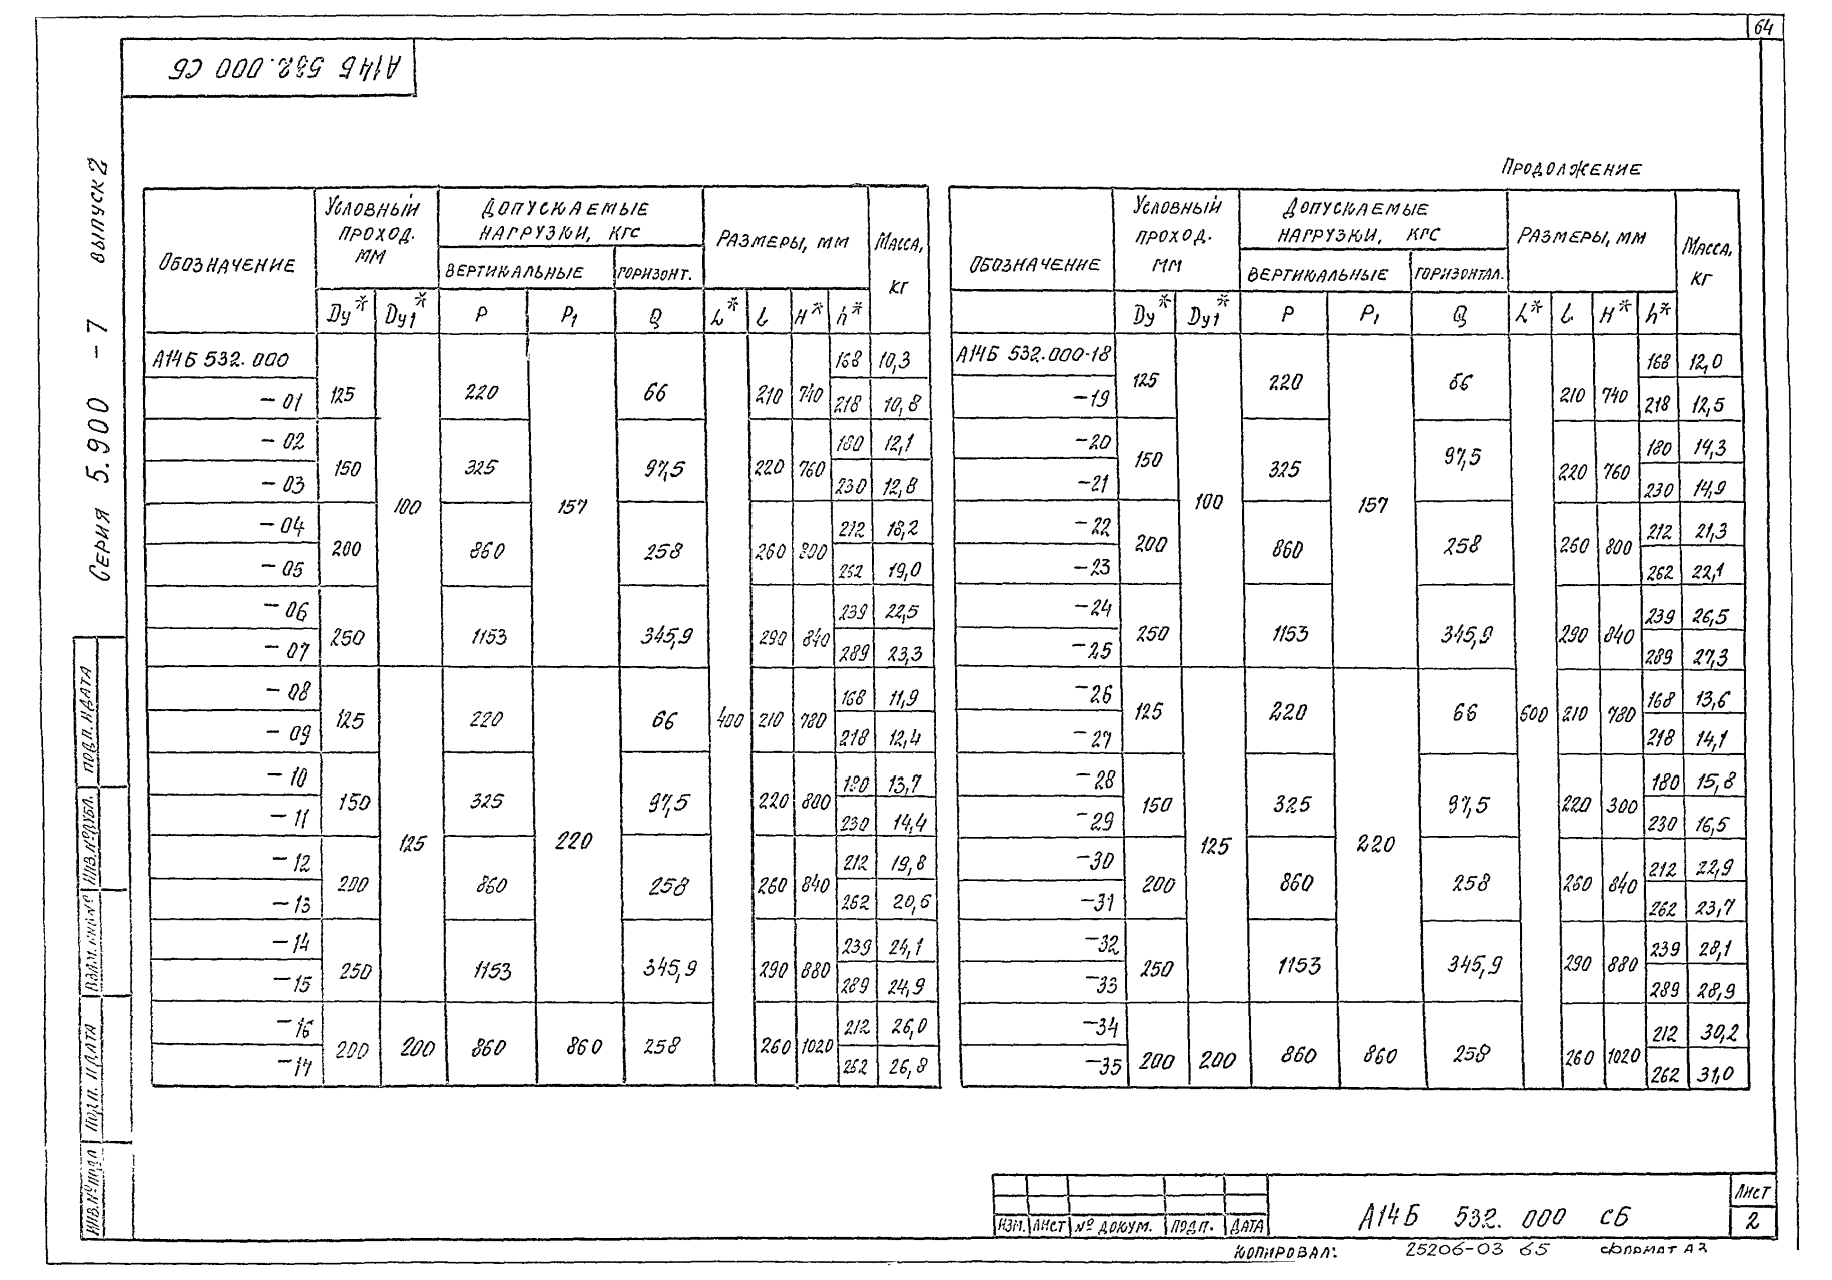 64
А14Б 532.000 СБ
Серия 5.900 - 7 выпуск 2
Продолжение
Обозначение | Условный проход. мм | Допускаемые нагрузки, кгс | Размеры, мм | Масса, кг
вертикальные | горизонт.
Dy* | Dy1* | P | P1 | Q | L* | l | H* | h*
А14Б 532.000 | 125 | 100 | 220 | 157 | 66 | 400 | 210 | 740 | 168 | 10,3
- 01 | 218 | 10,8
- 02 | 150 | 325 | 97,5 | 220 | 760 | 180 | 12,1
- 03 | 230 | 12,8
- 04 | 200 | 860 | 258 | 260 | 800 | 212 | 18,2
- 05 | 262 | 19,0
- 06 | 250 | 1153 | 345,9 | 290 | 840 | 239 | 22,5
- 07 | 289 | 23,3
- 08 | 125 | 125 | 220 | 220 | 66 | 210 | 780 | 168 | 11,9
- 09 | 218 | 12,4
- 10 | 150 | 325 | 97,5 | 220 | 800 | 180 | 13,7
- 11 | 230 | 14,4
- 12 | 200 | 860 | 258 | 260 | 840 | 212 | 19,8
- 13 | 262 | 20,6
- 14 | 250 | 1153 | 345,9 | 290 | 880 | 239 | 24,1
- 15 | 289 | 24,9
- 16 | 200 | 200 | 860 | 860 | 258 | 260 | 1020 | 212 | 26,0
- 17 | 262 | 26,8
Обозначение | Условный проход. мм | Допускаемые нагрузки, кгс | Размеры, мм | Масса, кг
вертикальные | горизонтал.
Dy* | Dy1* | P | P1 | Q | L* | l | H* | h*
А14Б 532.000-18 | 125 | 100 | 220 | 157 | 66 | 500 | 210 | 740 | 168 | 12,0
-19 | 218 | 12,5
-20 | 150 | 325 | 97,5 | 220 | 760 | 180 | 14,3
-21 | 230 | 14,9
-22 | 200 | 860 | 258 | 260 | 800 | 212 | 21,3
-23 | 262 | 22,1
-24 | 250 | 1153 | 345,9 | 290 | 840 | 239 | 26,5
-25 | 289 | 27,3
-26 | 125 | 125 | 220 | 220 | 66 | 210 | 780 | 168 | 13,6
-27 | 218 | 14,1
-28 | 150 | 325 | 97,5 | 220 | 300 | 180 | 15,8
-29 | 230 | 16,5
-30 | 200 | 860 | 258 | 260 | 840 | 212 | 22,9
-31 | 262 | 23,7
-32 | 250 | 1153 | 345,9 | 290 | 880 | 239 | 28,1
-33 | 289 | 28,9
-34 | 200 | 200 | 860 | 860 | 258 | 260 | 1020 | 212 | 30,2
-35 | 262 | 31,0
Подп. и дата
Инв. № дубл.
Взам. инв. №
Подп. и дата
Инв. № подл
Изм. Лист № докум. Подп. Дата
А14Б 532. 000 СБ
Лист
2
Копировал: 25206-03 65 Формат А3